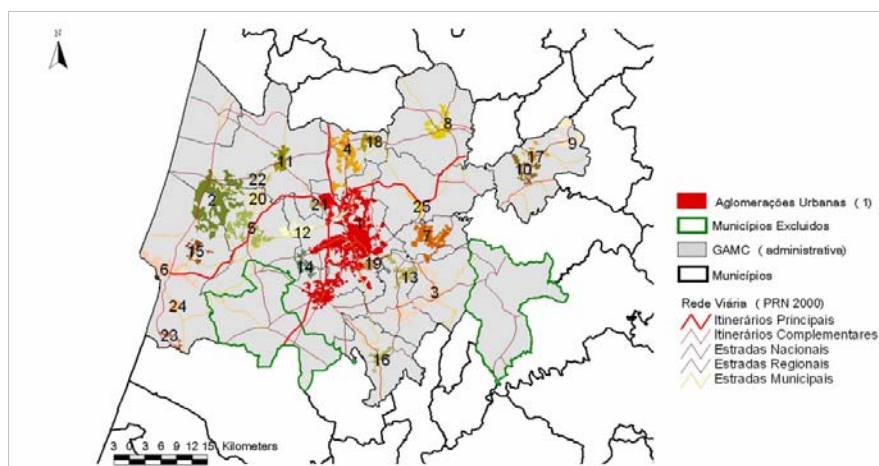 N
8
4
18
9
17
10
11
22
2
20
21
1
25
5
12
7
15
14
19
6
13
3
24
23
16
3 0 3 6 9 12 15 Kilometers
Aglomerações Urbanas ( 1)
Municípios Excluidos
GAMC ( administrativa)
Municípios
Rede Viária ( PRN 2000)
Itinerários Principais
Itinerários Complementares
Estradas Nacionais
Estradas Regionais
Estradas Municipais